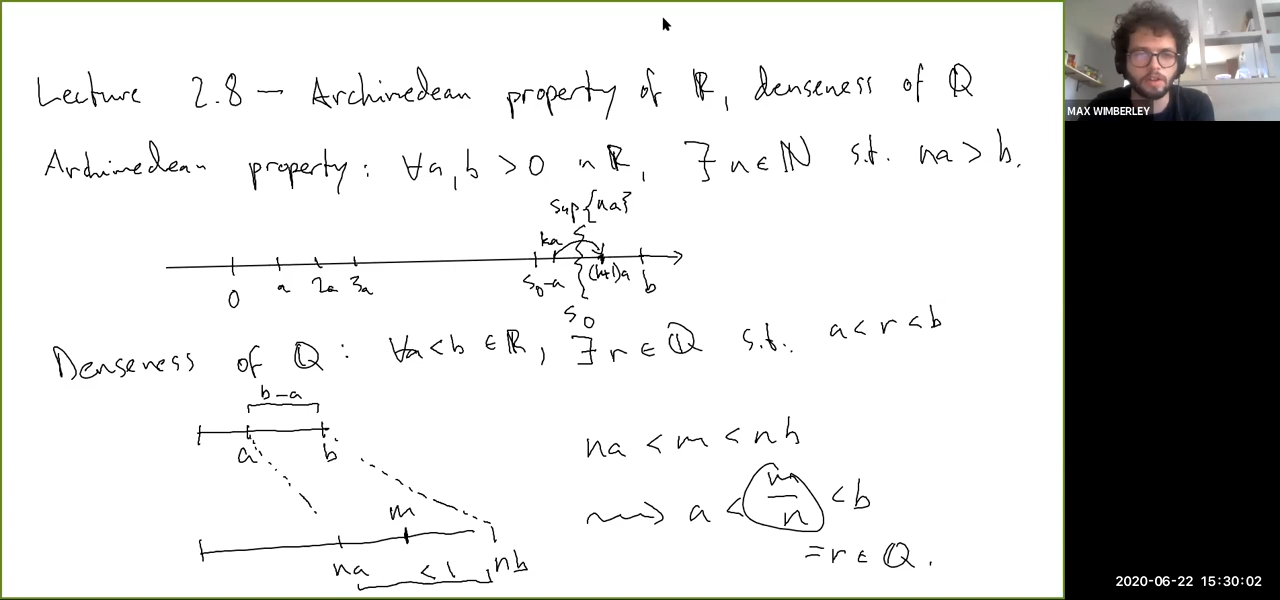 Lecture 2.8 — Archimedean property of ℝ, denseness of ℚ
MAX WIMBERLEY
Archimedean property: ∀a,b > 0 in ℝ, ∃ n ∈ ℕ s.t. na > b.
sup{na}
ka
0 a 2a 3a s₀-a (k+1)a b
s₀
Denseness of ℚ: ∀a<b ∈ ℝ, ∃ r ∈ ℚ s.t. a<r<b
b-a
a b
na < m < nb
m
⟿ a < m/n < b
na <1 nb
=r ∈ ℚ.
2020-06-22 15:30:02